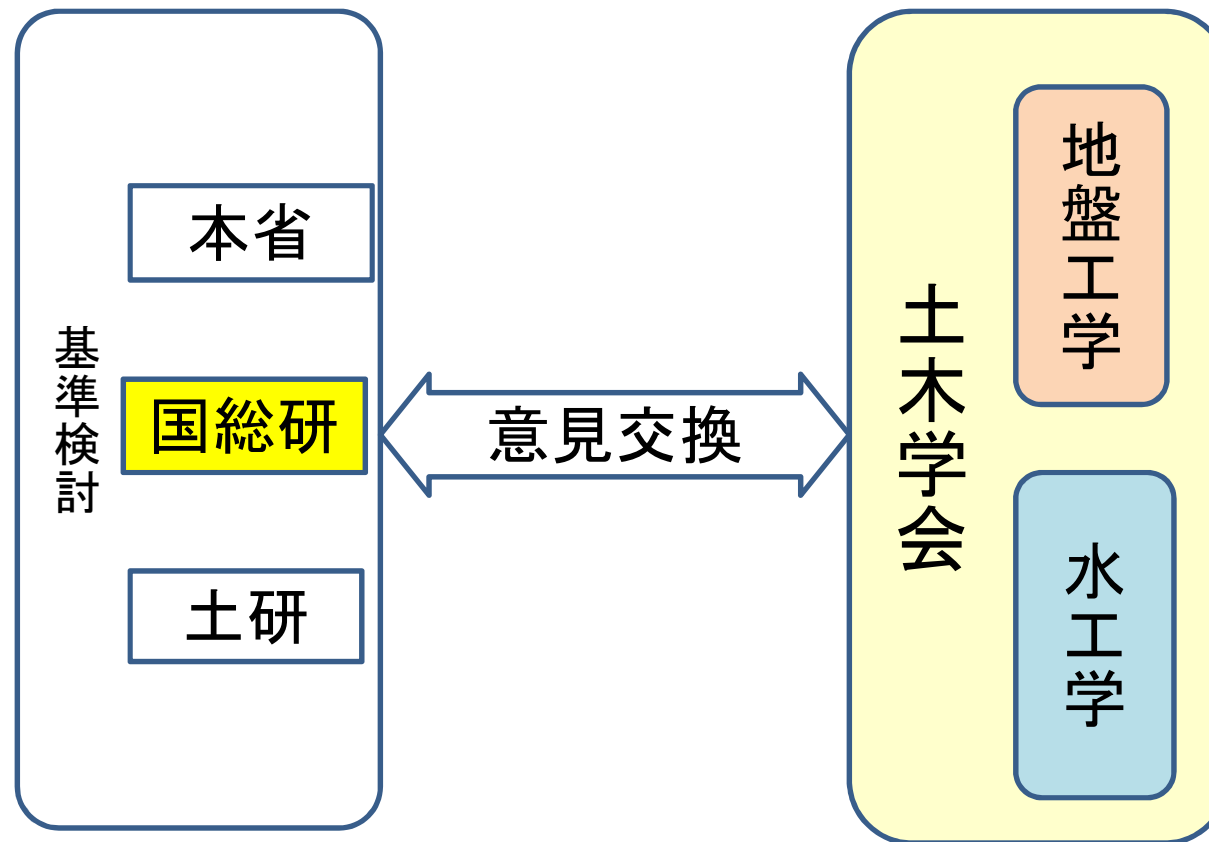 基準検討
本省
国総研
土研
意見交換
土木学会
地盤工学
水工学